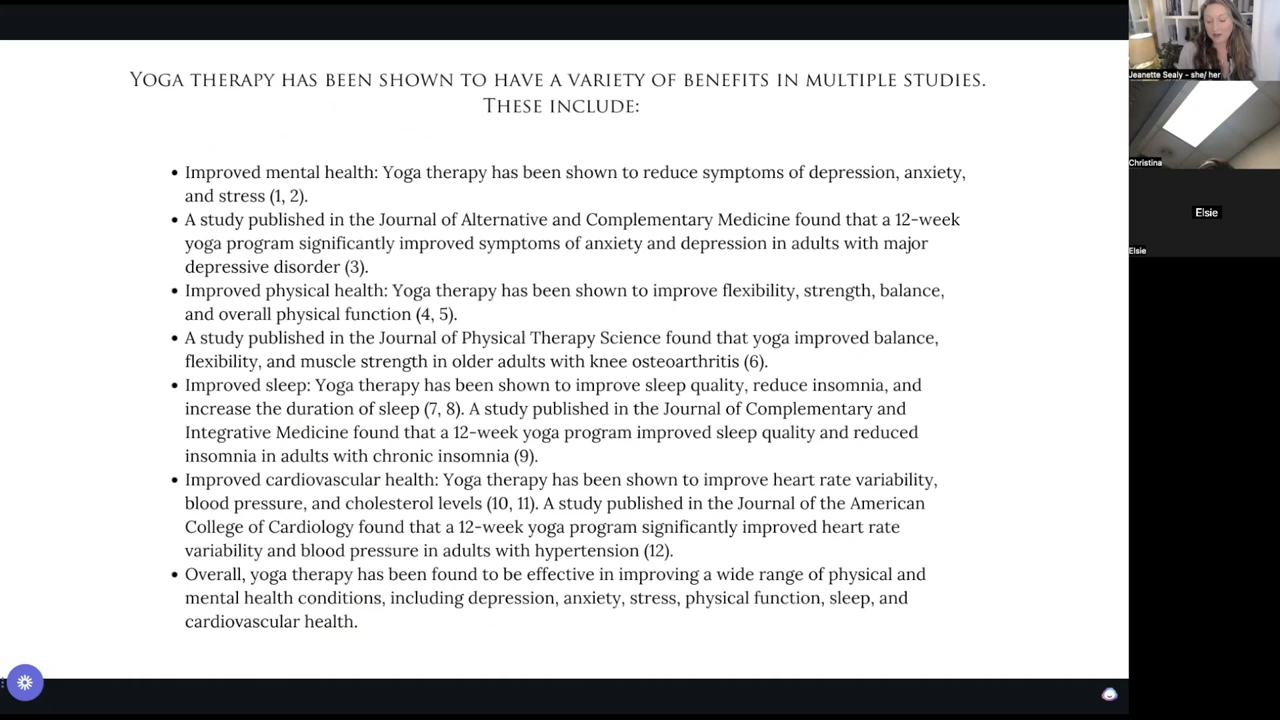 YOGA THERAPY HAS BEEN SHOWN TO HAVE A VARIETY OF BENEFITS IN MULTIPLE STUDIES.
THESE INCLUDE:
• Improved mental health: Yoga therapy has been shown to reduce symptoms of depression, anxiety,
and stress (1, 2).
• A study published in the Journal of Alternative and Complementary Medicine found that a 12-week
yoga program significantly improved symptoms of anxiety and depression in adults with major
depressive disorder (3).
• Improved physical health: Yoga therapy has been shown to improve flexibility, strength, balance,
and overall physical function (4, 5).
• A study published in the Journal of Physical Therapy Science found that yoga improved balance,
flexibility, and muscle strength in older adults with knee osteoarthritis (6).
• Improved sleep: Yoga therapy has been shown to improve sleep quality, reduce insomnia, and
increase the duration of sleep (7, 8). A study published in the Journal of Complementary and
Integrative Medicine found that a 12-week yoga program improved sleep quality and reduced
insomnia in adults with chronic insomnia (9).
• Improved cardiovascular health: Yoga therapy has been shown to improve heart rate variability,
blood pressure, and cholesterol levels (10, 11). A study published in the Journal of the American
College of Cardiology found that a 12-week yoga program significantly improved heart rate
variability and blood pressure in adults with hypertension (12).
• Overall, yoga therapy has been found to be effective in improving a wide range of physical and
mental health conditions, including depression, anxiety, stress, physical function, sleep, and
cardiovascular health.
Jeanette Sealy - she/ her
Christina
Elsie
Elsie